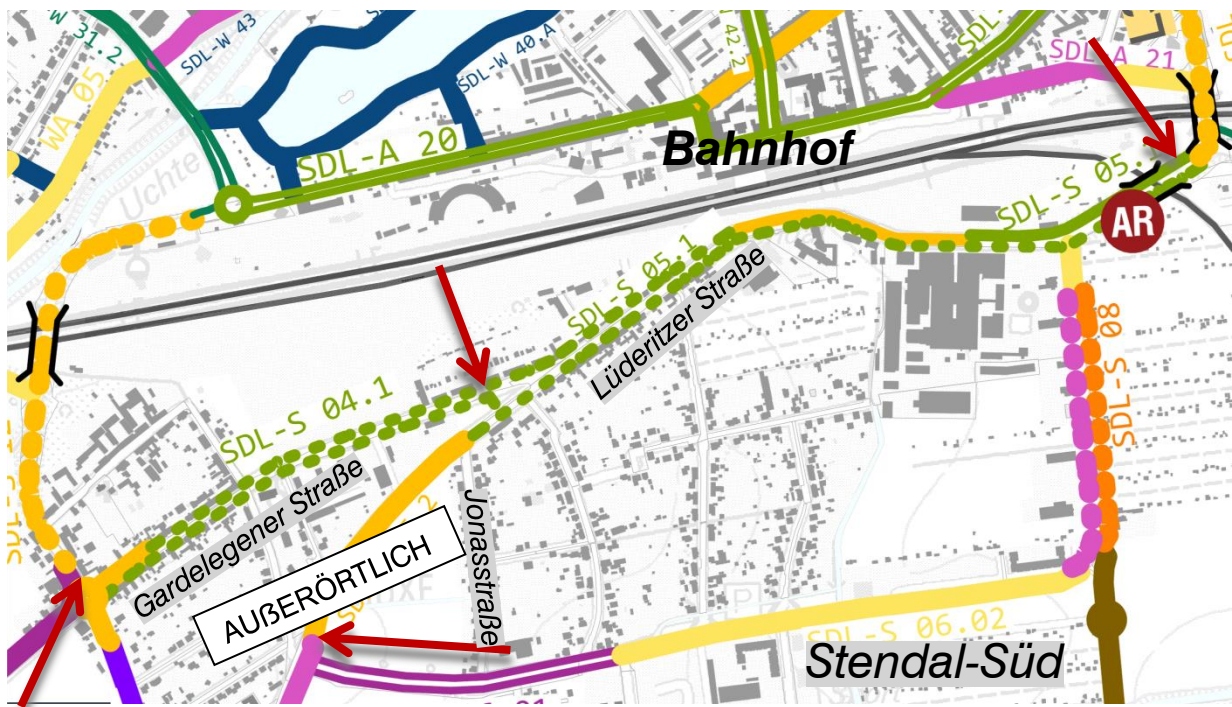 W 31.2
SDL-W 43
SDL-W 40 A
42.2
SDL-
SDL-A 21
WA 05
Uchte
SDL-A 20
Bahnhof
SDL-S 05.
AR
SDL-S 05.1
Lüderitzer Straße
SDL-S 04.1
SDL-S 08
Gardelegener Straße
Jonasstraße
AUßERÖRTLICH
SDL-S 06.02
Stendal-Süd